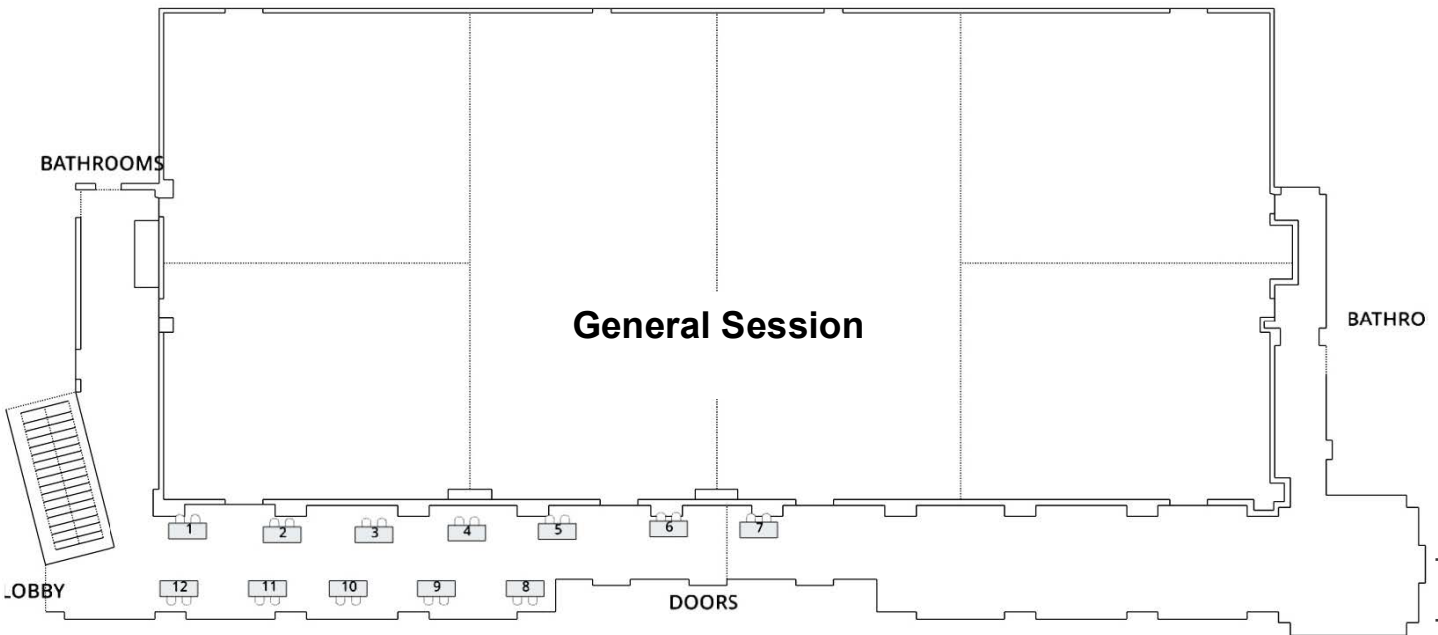 BATHROOMS
General Session
BATHRO
1 2 3 4 5 6 7
LOBBY 12 11 10 9 8
DOORS